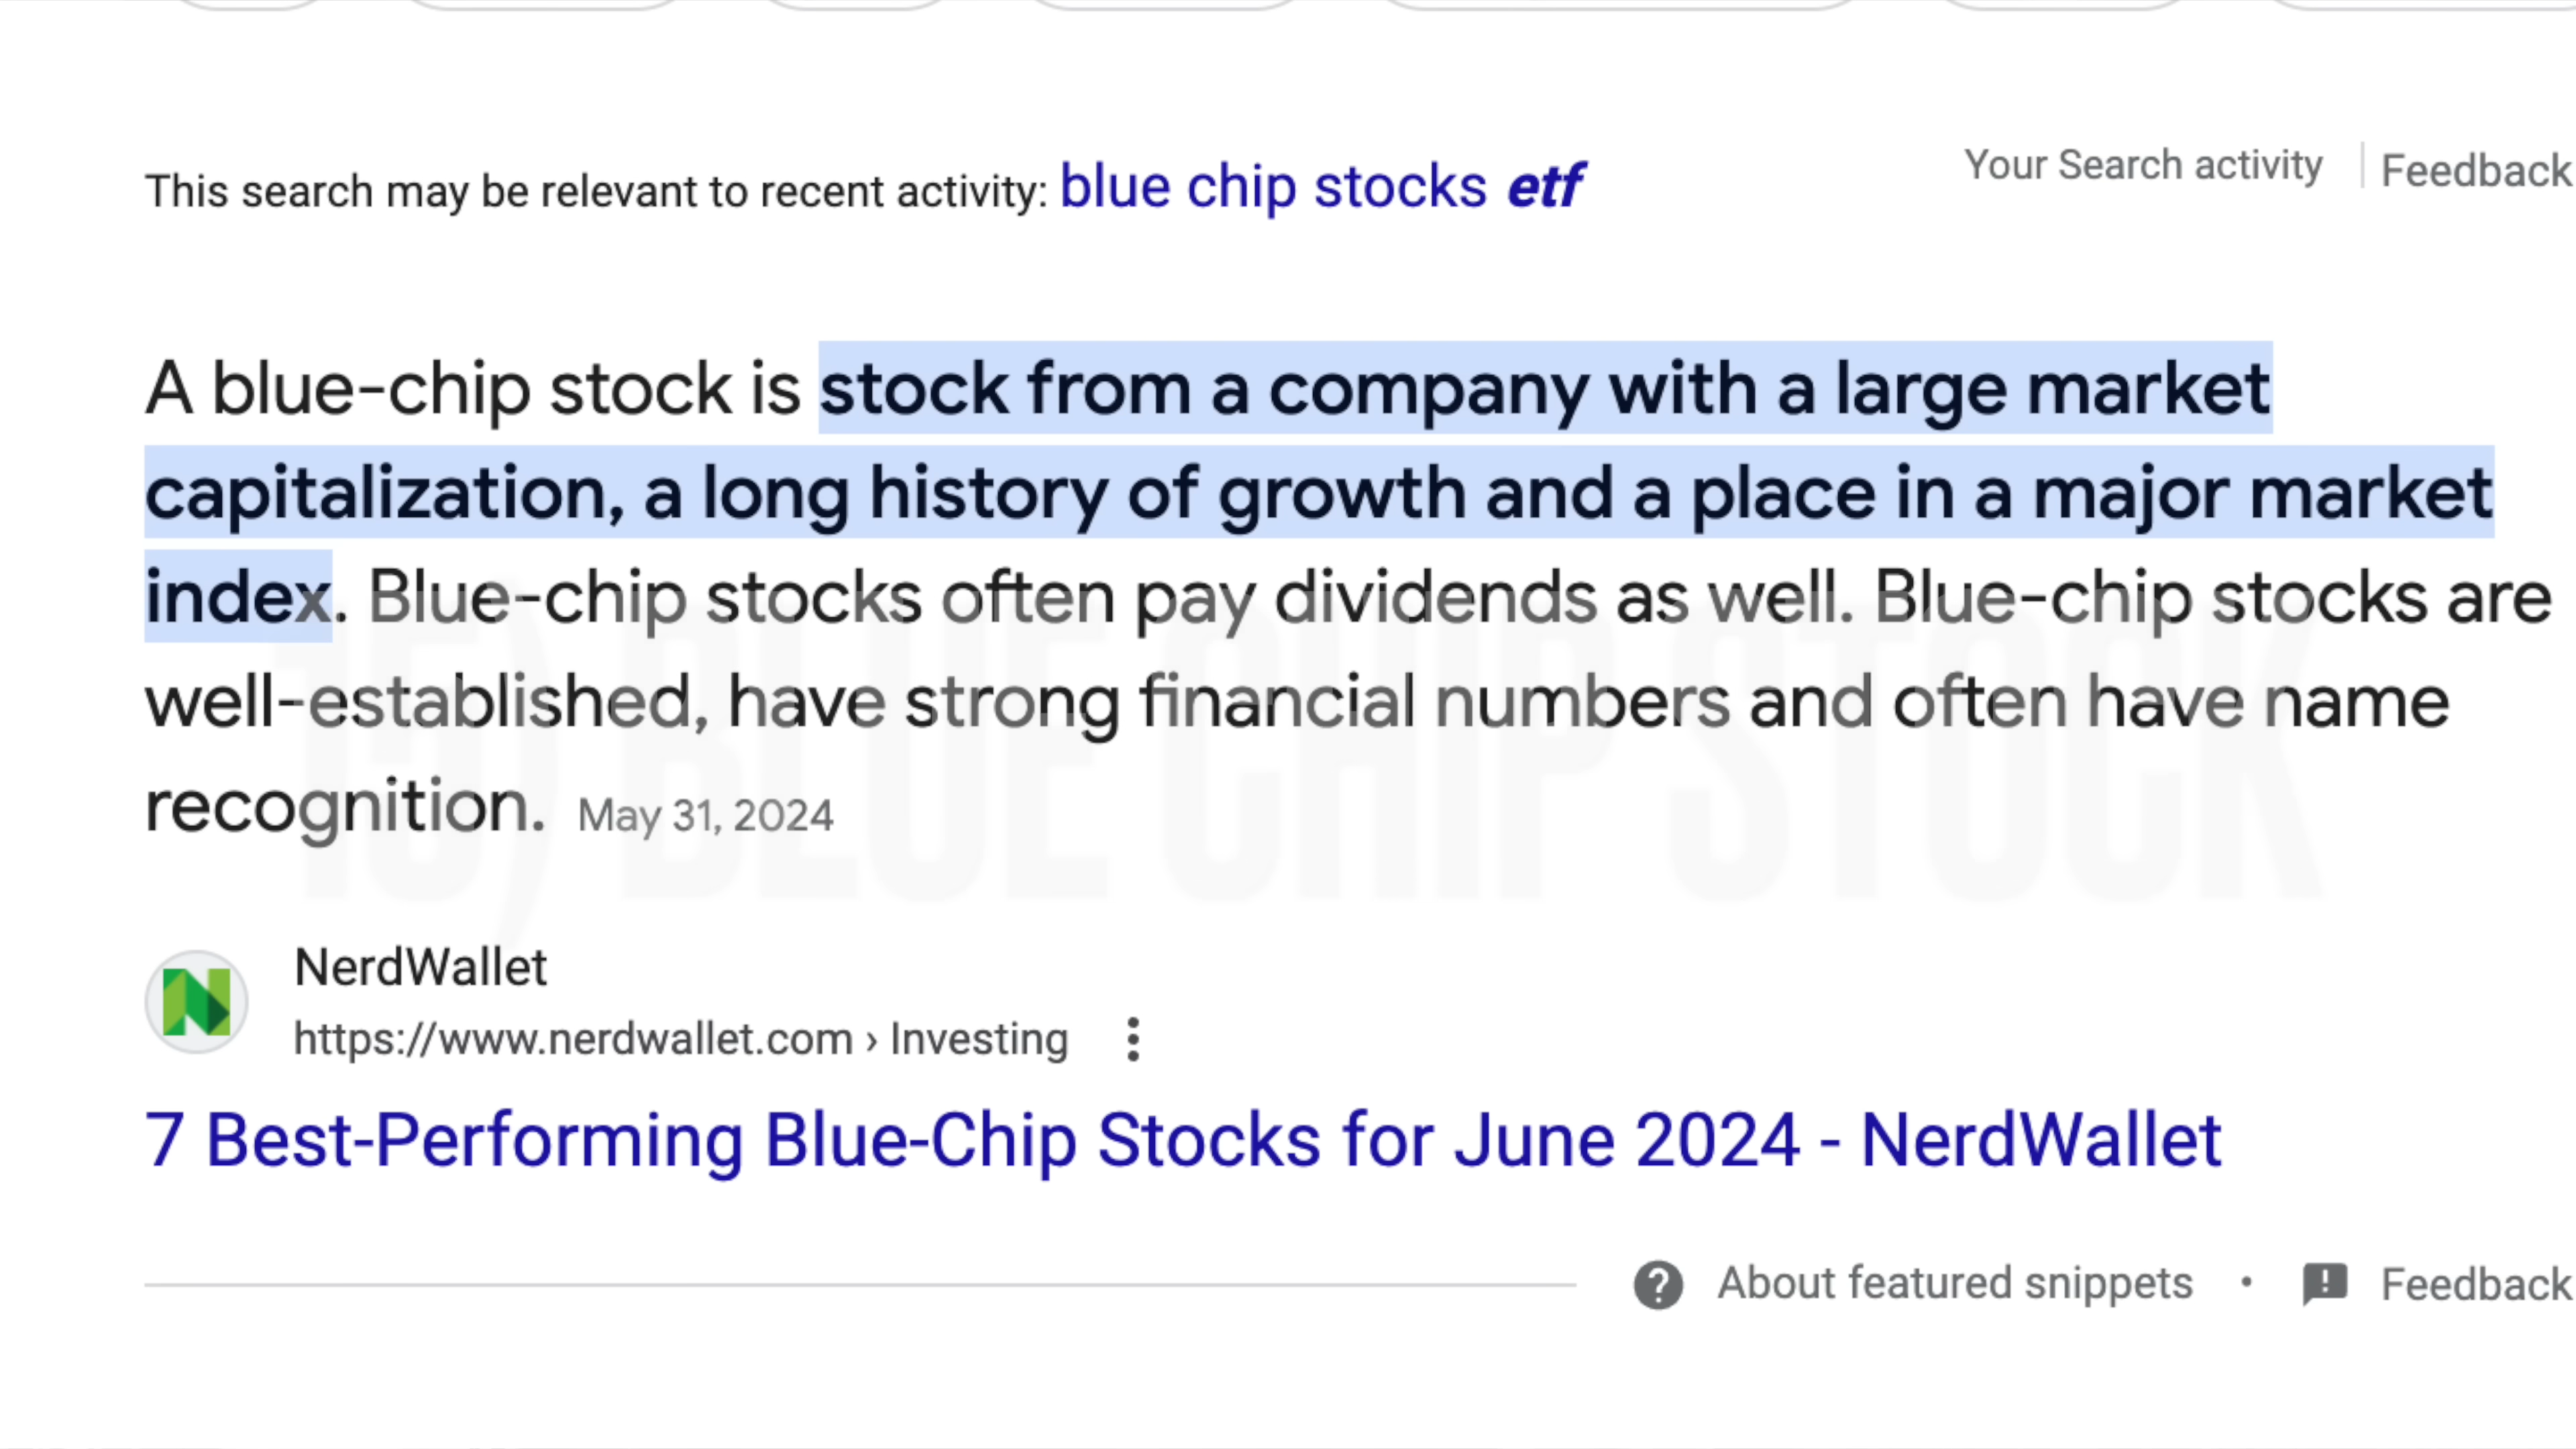 This search may be relevant to recent activity: blue chip stocks etf
Your Search activity
Feedback
A blue-chip stock is stock from a company with a large market
capitalization, a long history of growth and a place in a major market
index. Blue-chip stocks often pay dividends as well. Blue-chip stocks are
well-established, have strong financial numbers and often have name
recognition. May 31, 2024
15) BLUE CHIP STOCK
NerdWallet
https://www.nerdwallet.com › Investing
7 Best-Performing Blue-Chip Stocks for June 2024 - NerdWallet
About featured snippets • Feedback